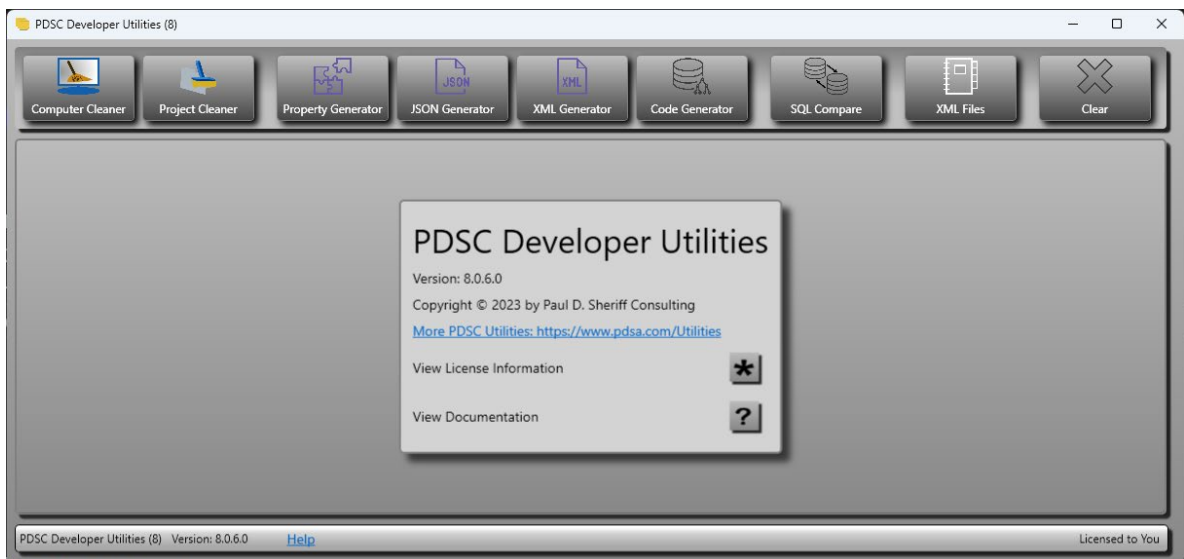 PDSC Developer Utilities (8)
Computer Cleaner
Project Cleaner
Property Generator
JSON
JSON Generator
XML
XML Generator
Code Generator
SQL Compare
XML Files
Clear
PDSC Developer Utilities
Version: 8.0.6.0
Copyright © 2023 by Paul D. Sheriff Consulting
More PDSC Utilities: https://www.pdsa.com/Utilities
View License Information *
View Documentation ?
PDSC Developer Utilities (8) Version: 8.0.6.0 Help Licensed to You